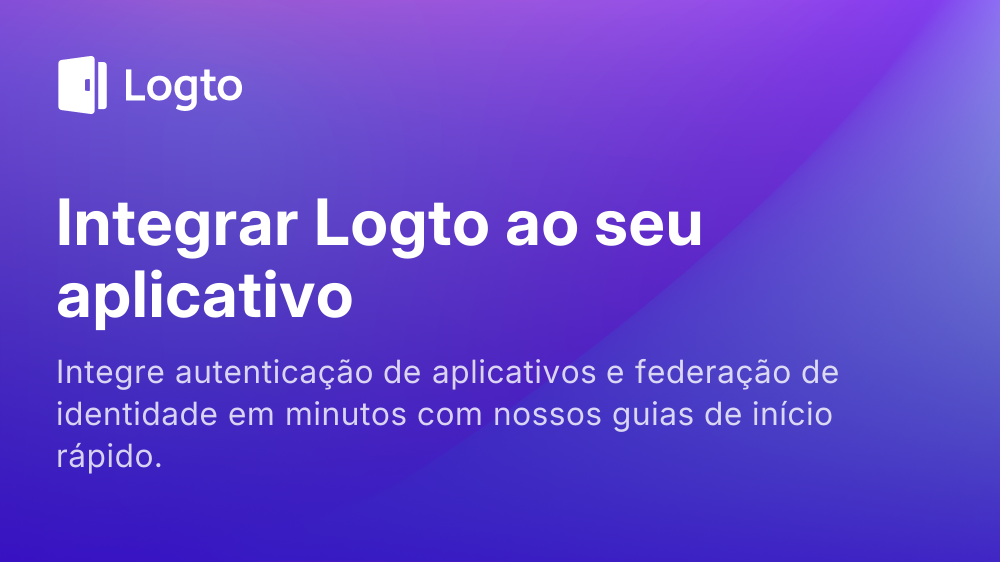 Logto
Integrar Logto ao seu
aplicativo
Integre autenticação de aplicativos e federação de
identidade em minutos com nossos guias de início
rápido.